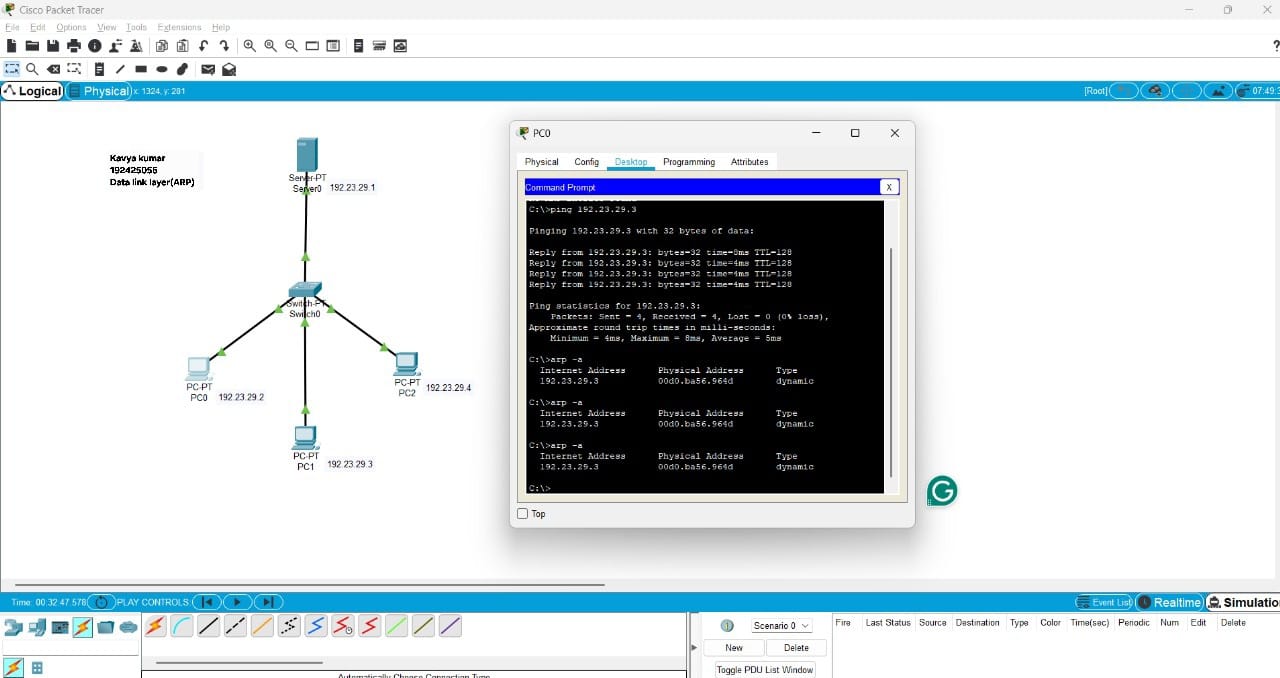 Cisco Packet Tracer
File Edit Options View Tools Extensions Help
?
Logical Physical x: 1324, y: 281 [Root] 07:49:3
Kavya kumar
192425056
Data link layer(ARP)
Server-PT
Server0 192.23.29.1
Switch-PT
Switch0
PC-PT
PC0 192.23.29.2
PC-PT
PC2 192.23.29.4
PC-PT
PC1 192.23.29.3
PC0
Physical Config Desktop Programming Attributes
Command Prompt X
C:\>ping 192.23.29.3
Pinging 192.23.29.3 with 32 bytes of data:
Reply from 192.23.29.3: bytes=32 time=8ms TTL=128
Reply from 192.23.29.3: bytes=32 time=4ms TTL=128
Reply from 192.23.29.3: bytes=32 time=4ms TTL=128
Reply from 192.23.29.3: bytes=32 time=4ms TTL=128
Ping statistics for 192.23.29.3:
Packets: Sent = 4, Received = 4, Lost = 0 (0% loss),
Approximate round trip times in milli-seconds:
Minimum = 4ms, Maximum = 8ms, Average = 5ms
C:\>arp -a
Internet Address Physical Address Type
192.23.29.3 00d0.ba56.964d dynamic
C:\>arp -a
Internet Address Physical Address Type
192.23.29.3 00d0.ba56.964d dynamic
C:\>arp -a
Internet Address Physical Address Type
192.23.29.3 00d0.ba56.964d dynamic
C:\>
Top
Time: 00:32:47.578 PLAY CONTROLS: Event List Realtime Simulation
Scenario 0 Fire Last Status Source Destination Type Color Time(sec) Periodic Num Edit Delete
New Delete
Toggle PDU List Window
Automatically Choose Connection Type